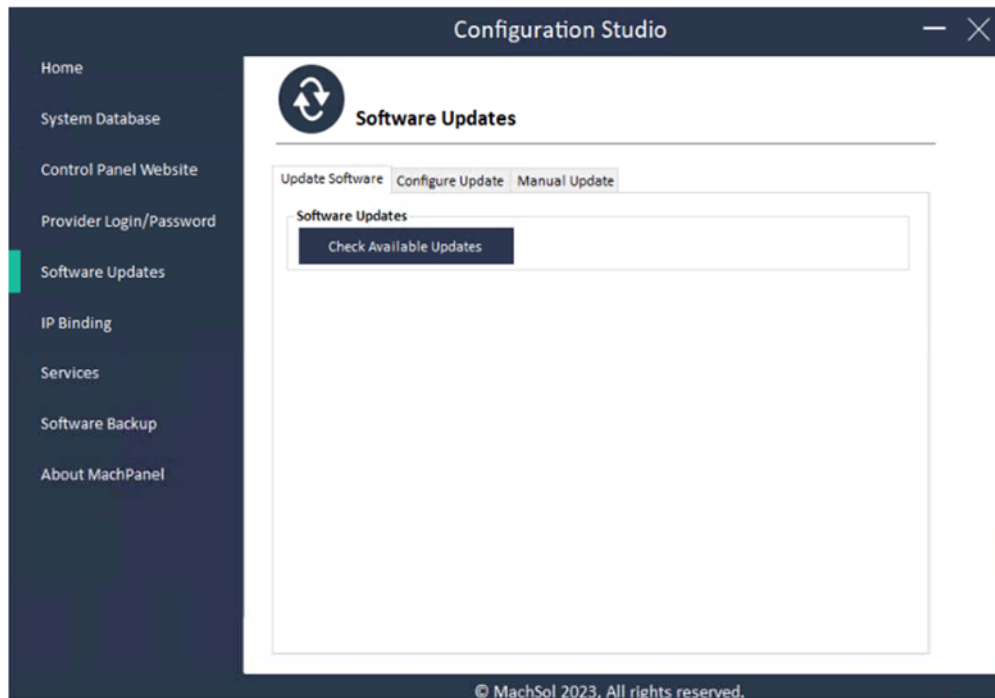 Configuration Studio
Home
System Database
Control Panel Website
Provider Login/Password
Software Updates
IP Binding
Services
Software Backup
About MachPanel
Software Updates
Update Software Configure Update Manual Update
Software Updates
Check Available Updates
© MachSol 2023. All rights reserved.